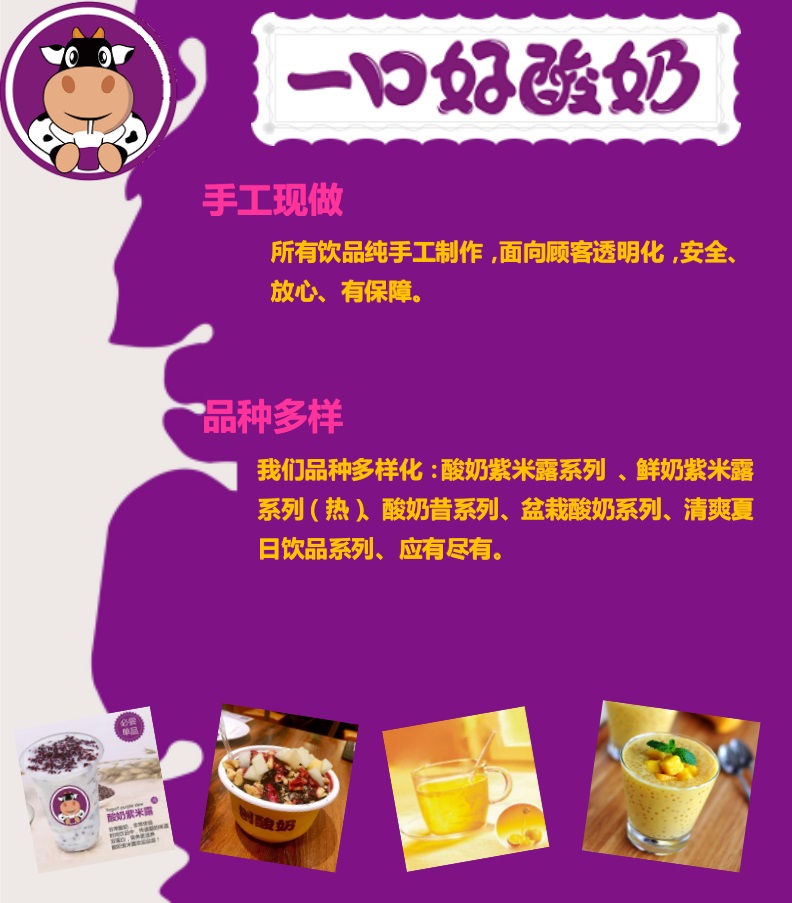 一口好酸奶
手工现做
所有饮品纯手工制作，面向顾客透明化，安全、
放心、有保障。
品种多样
我们品种多样化：酸奶紫米露系列 、鲜奶紫米露
系列（热）、酸奶昔系列、盆栽酸奶系列、清爽夏
日饮品系列、应有尽有。
必尝
单品
酸奶紫米露
酸奶